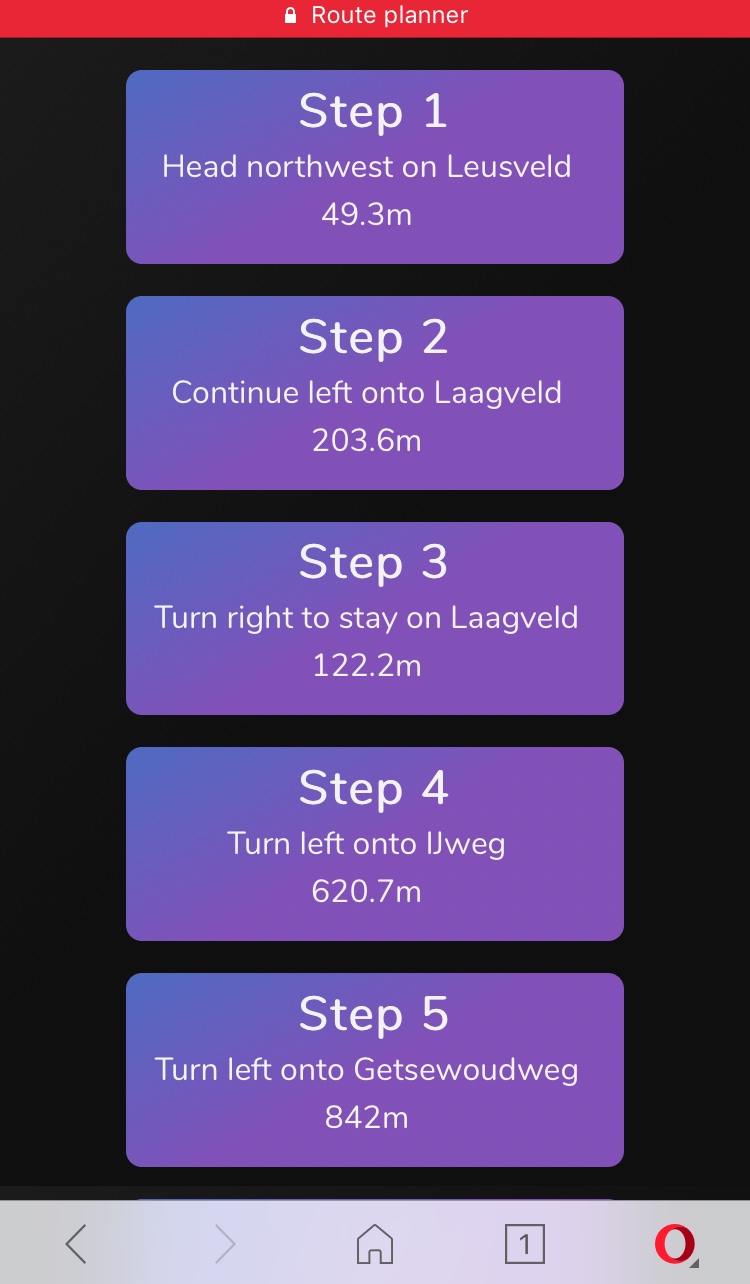 Route planner
Step 1
Head northwest on Leusveld
49.3m
Step 2
Continue left onto Laagveld
203.6m
Step 3
Turn right to stay on Laagveld
122.2m
Step 4
Turn left onto IJweg
620.7m
Step 5
Turn left onto Getsewoudweg
842m
1